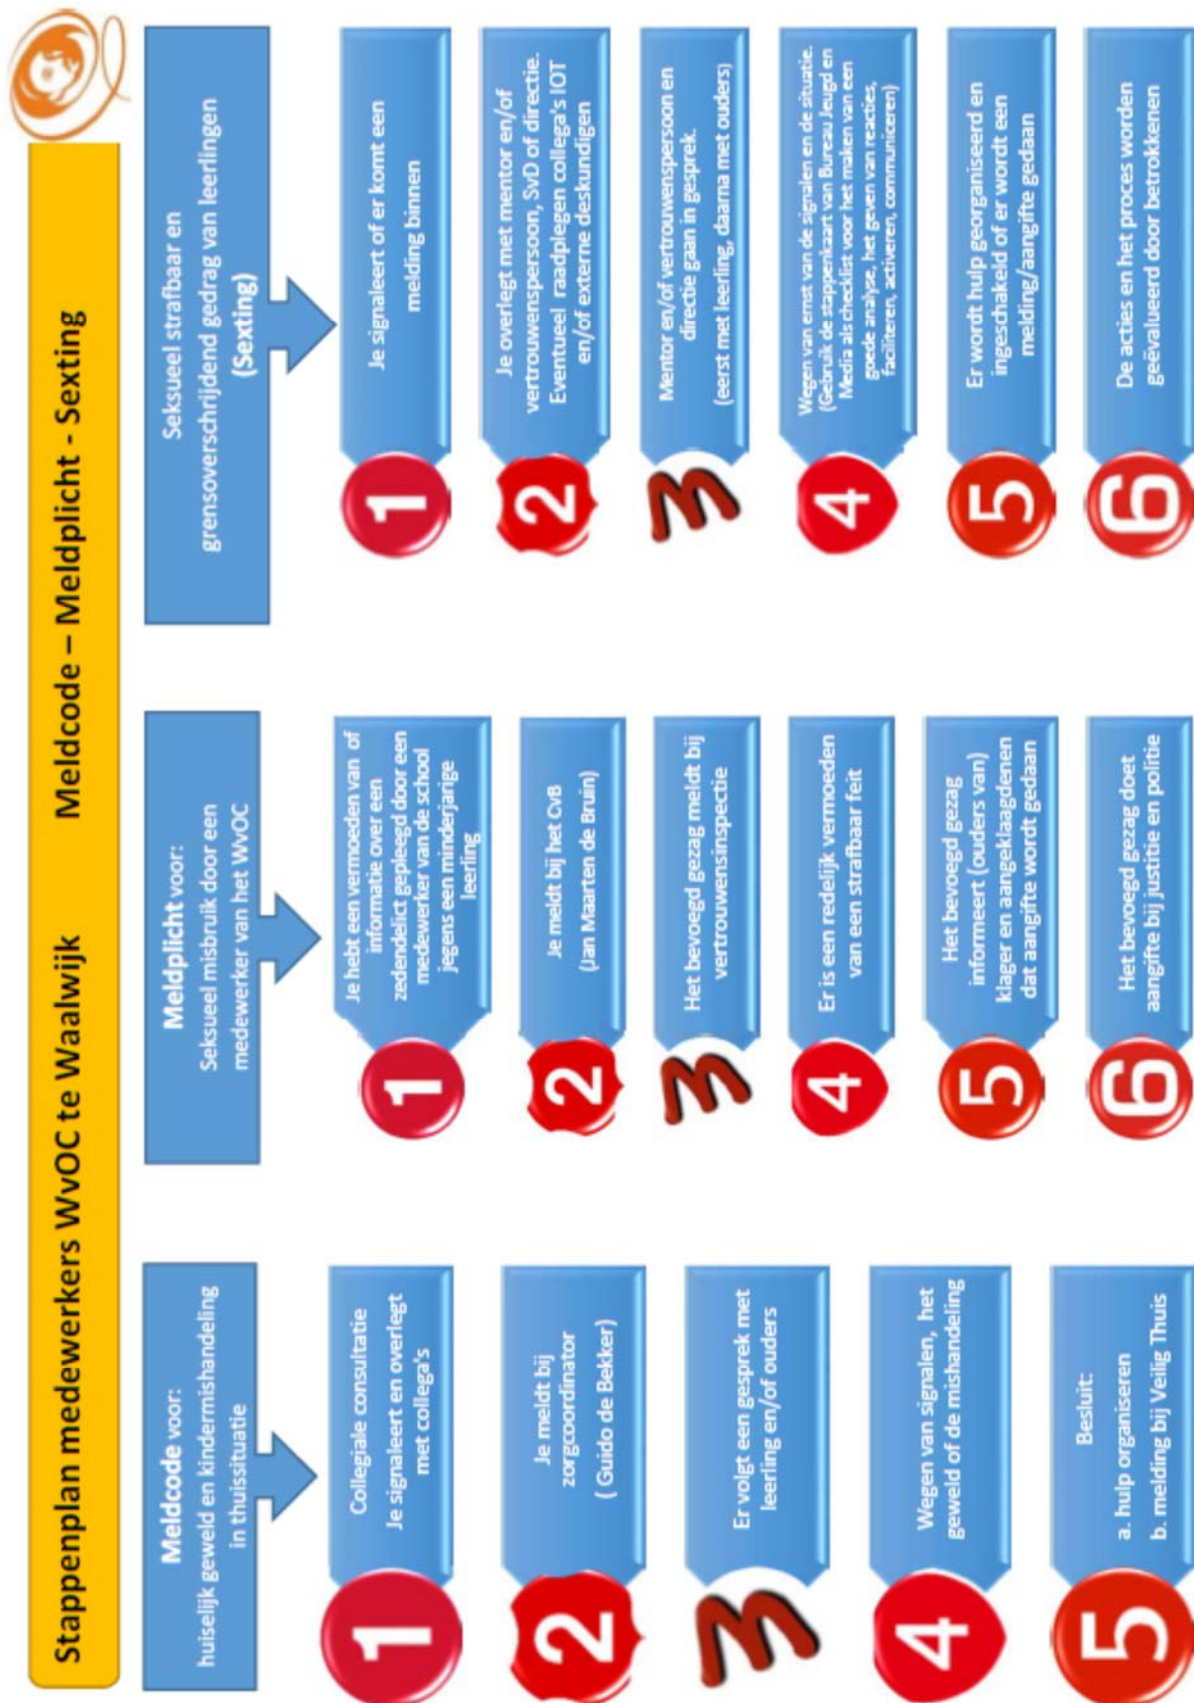 Stappenplan medewerkers WvOC te Waalwijk Meldcode – Meldplicht - Sexting
Meldcode voor:
huiselijk geweld en kindermishandeling
in thuissituatie
1
Collegiale consultatie
Je signaleert en overlegt
met collega's
2
Je meldt bij
zorgcoordinator
( Guido de Bekker)
3
Er volgt een gesprek met
leerling en/of ouders
4
Wegen van signalen, het
geweld of de mishandeling
5
Besluit:
a. hulp organiseren
b. melding bij Veilig Thuis
Meldplicht voor:
Seksueel misbruik door een
medewerker van het WvOC
1
Je hebt een vermoeden van of
informatie over een
zedendelict gepleegd door een
medewerker van de school
jegens een minderjarige
leerling
2
Je meldt bij het CvB
(Jan Maarten de Bruin)
3
Het bevoegd gezag meldt bij
vertrouwensinspectie
4
Er is een redelijk vermoeden
van een strafbaar feit
5
Het bevoegd gezag
informeert (ouders van)
klager en aangeklaagdenen
dat aangifte wordt gedaan
6
Het bevoegd gezag doet
aangifte bij justitie en politie
Seksueel strafbaar en
grensoverschrijdend gedrag van leerlingen
(Sexting)
1
Je signaleert of er komt een
melding binnen
2
Je overlegt met mentor en/of
vertrouwenspersoon, SvD of directie.
Eventueel raadplegen collega's IOT
en/of externe deskundigen
3
Mentor en/of vertrouwenspersoon en
directie gaan in gesprek.
(eerst met leerling, daarna met ouders)
4
Wegen van ernst van de signalen en de situatie.
(Gebruik de stappenkaart van Bureau Jeugd en
Media als checklist voor het maken van een
goede analyse, het geven van reacties,
faciliteren, activeren, communiceren)
5
Er wordt hulp georganiseerd en
ingeschakeld of er wordt een
melding/aangifte gedaan
6
De acties en het proces worden
geëvalueerd door betrokkenen